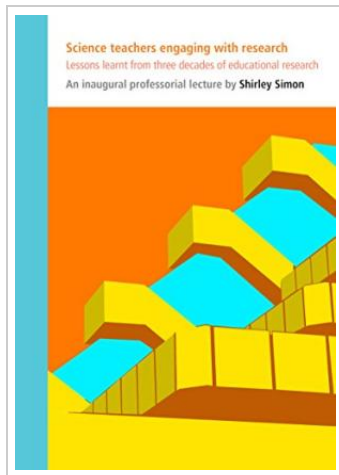 Science teachers engaging with research
Lessons learnt from three decades of educational research
An inaugural professorial lecture by Shirley Simon